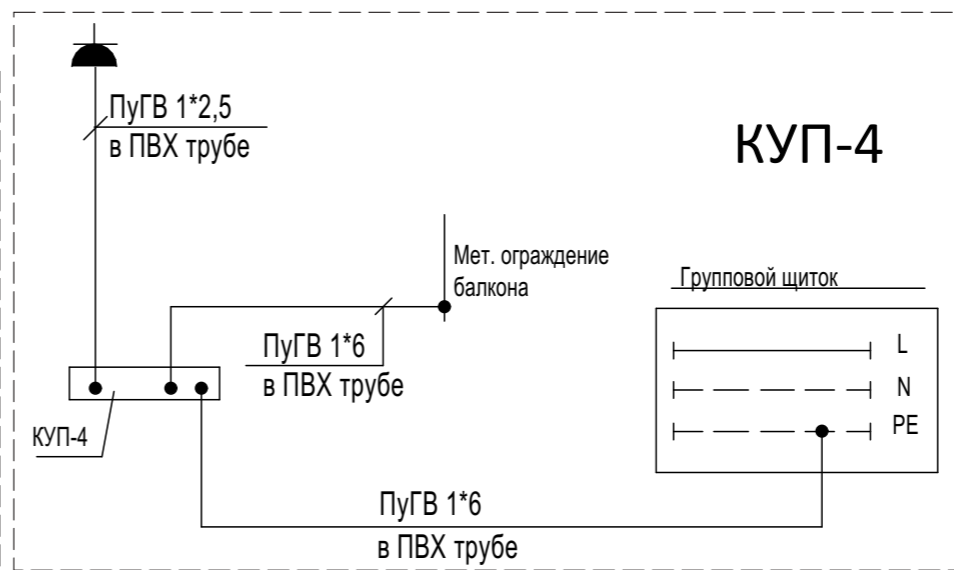 ПуГВ 1*2,5
в ПВХ трубе
КУП-4
Мет. ограждение
балкона
Групповой щиток
ПуГВ 1*6
в ПВХ трубе
L
N
PE
КУП-4
ПуГВ 1*6
в ПВХ трубе